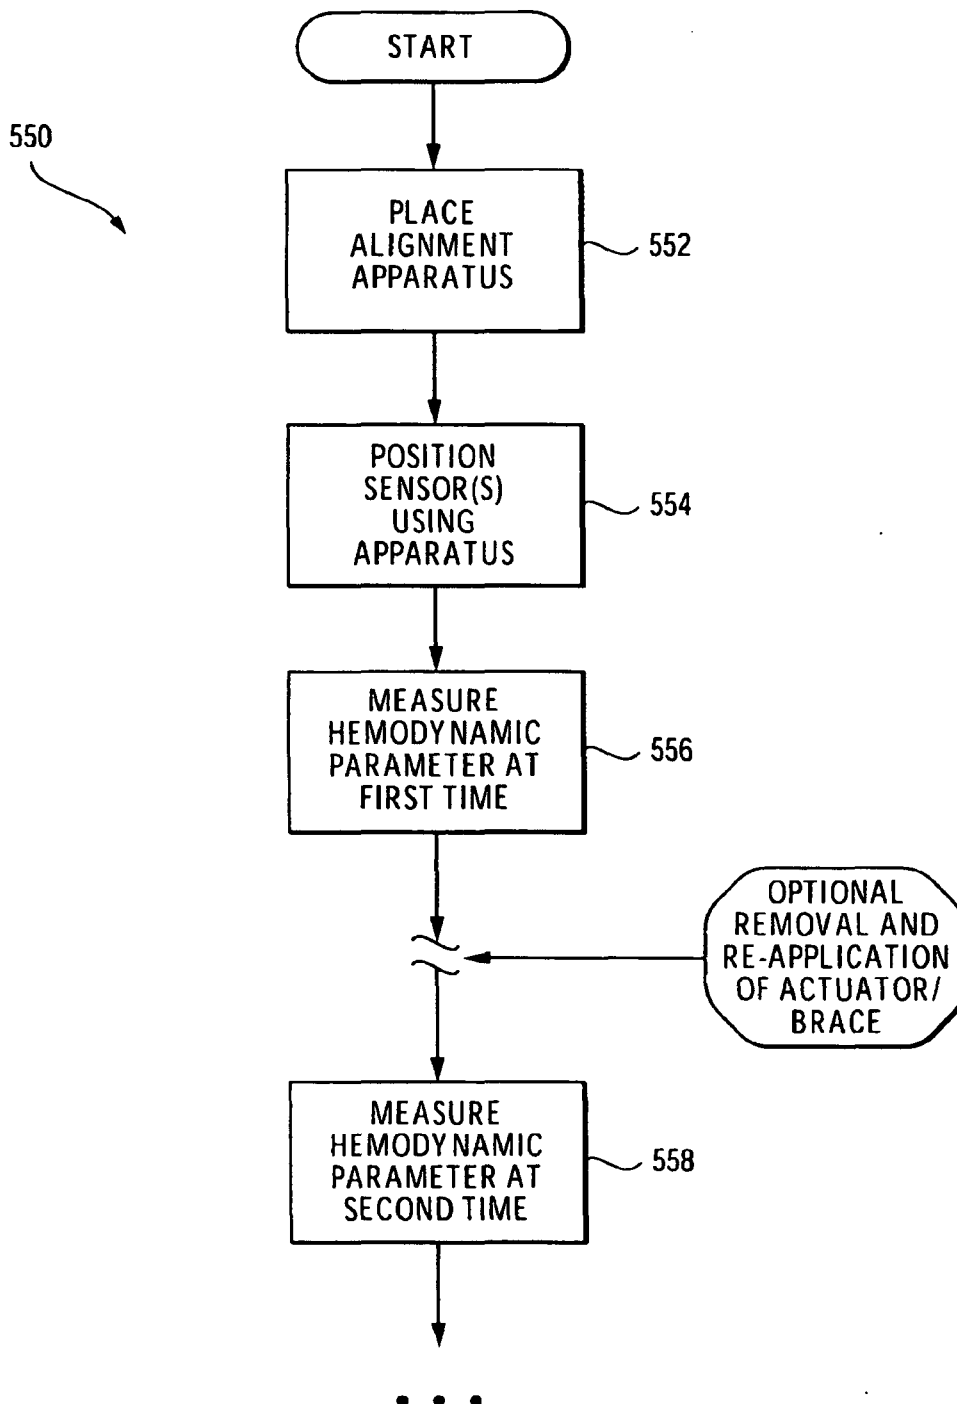 START
550
PLACE
ALIGNMENT
APPARATUS
552
POSITION
SENSOR(S)
USING
APPARATUS
554
MEASURE
HEMODYNAMIC
PARAMETER AT
FIRST TIME
556
OPTIONAL
REMOVAL AND
RE-APPLICATION
OF ACTUATOR/
BRACE
MEASURE
HEMODYNAMIC
PARAMETER AT
SECOND TIME
558
• • •